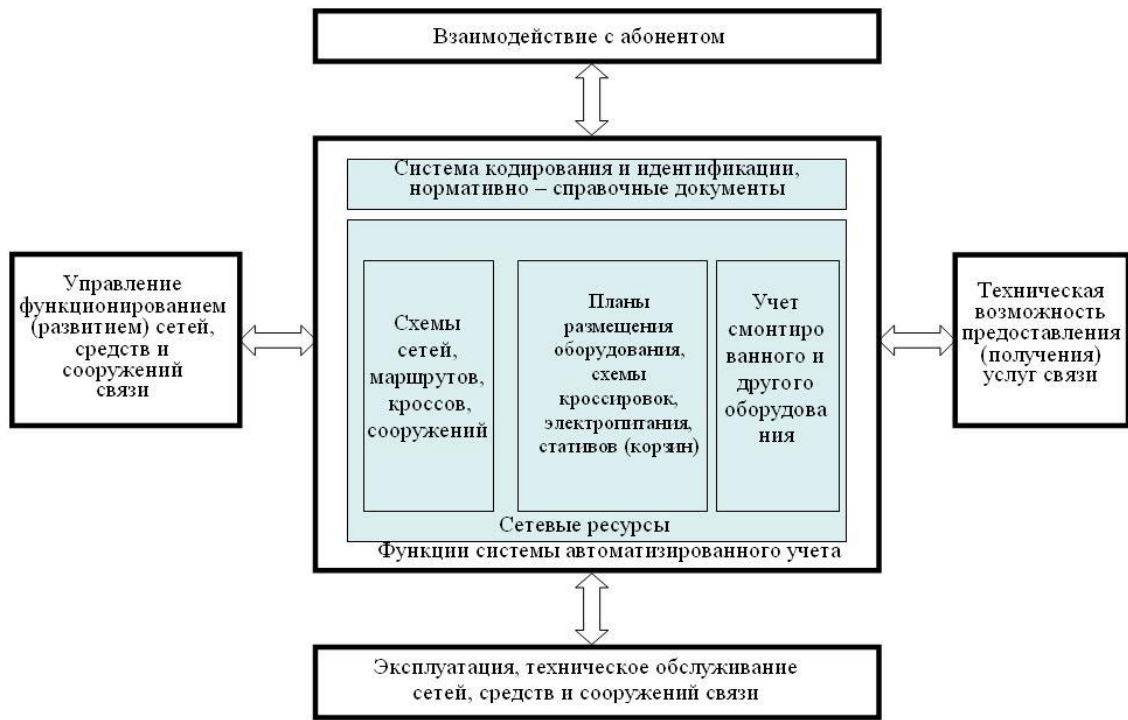 Взаимодействие с абонентом
Система кодирования и идентификации,
нормативно – справочные документы
Управление
функционированием
(развитием) сетей,
средств и
сооружений
связи
Схемы
сетей,
маршрутов,
кроссов,
сооружений
Планы
размещения
оборудования,
схемы
кроссировок,
электропитания,
стативов (корзин)
Учет
смонтиро
ванного и
другого
оборудова
ния
Техническая
возможность
предоставления
(получения)
услуг связи
Сетевые ресурсы
Функции системы автоматизированного учета
Эксплуатация, техническое обслуживание
сетей, средств и сооружений связи